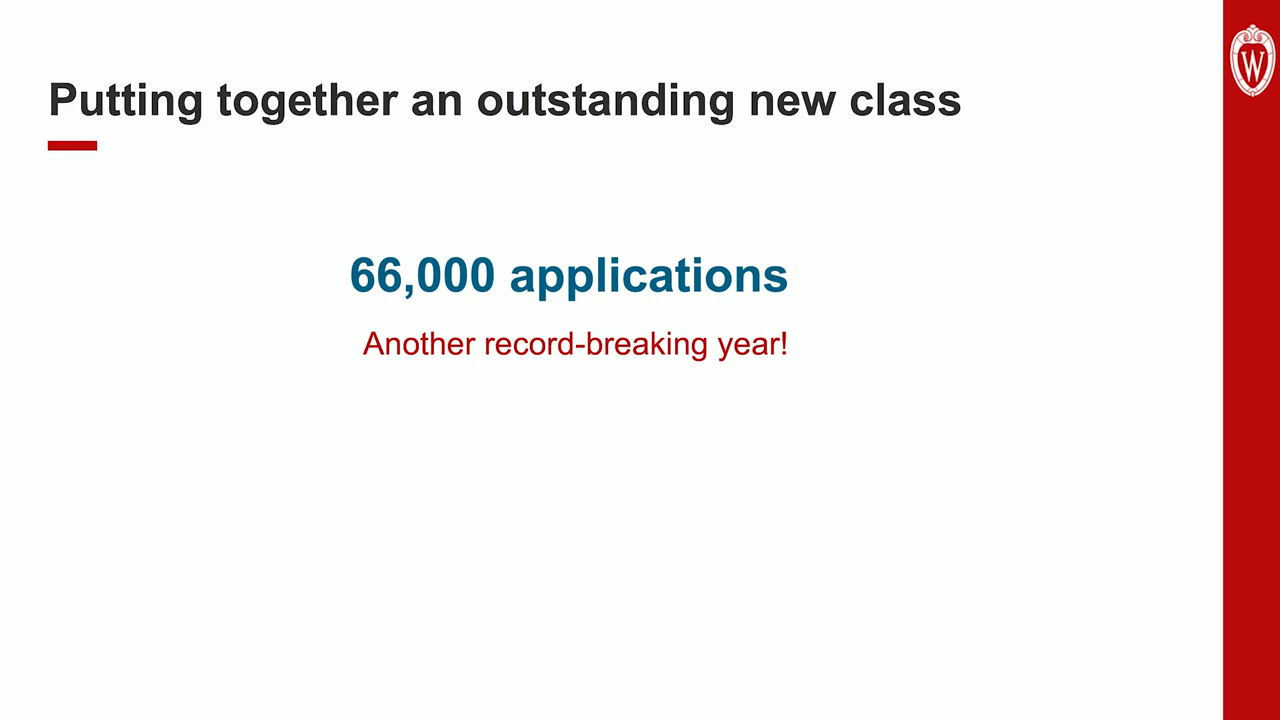 Putting together an outstanding new class
W
66,000 applications
Another record-breaking year!